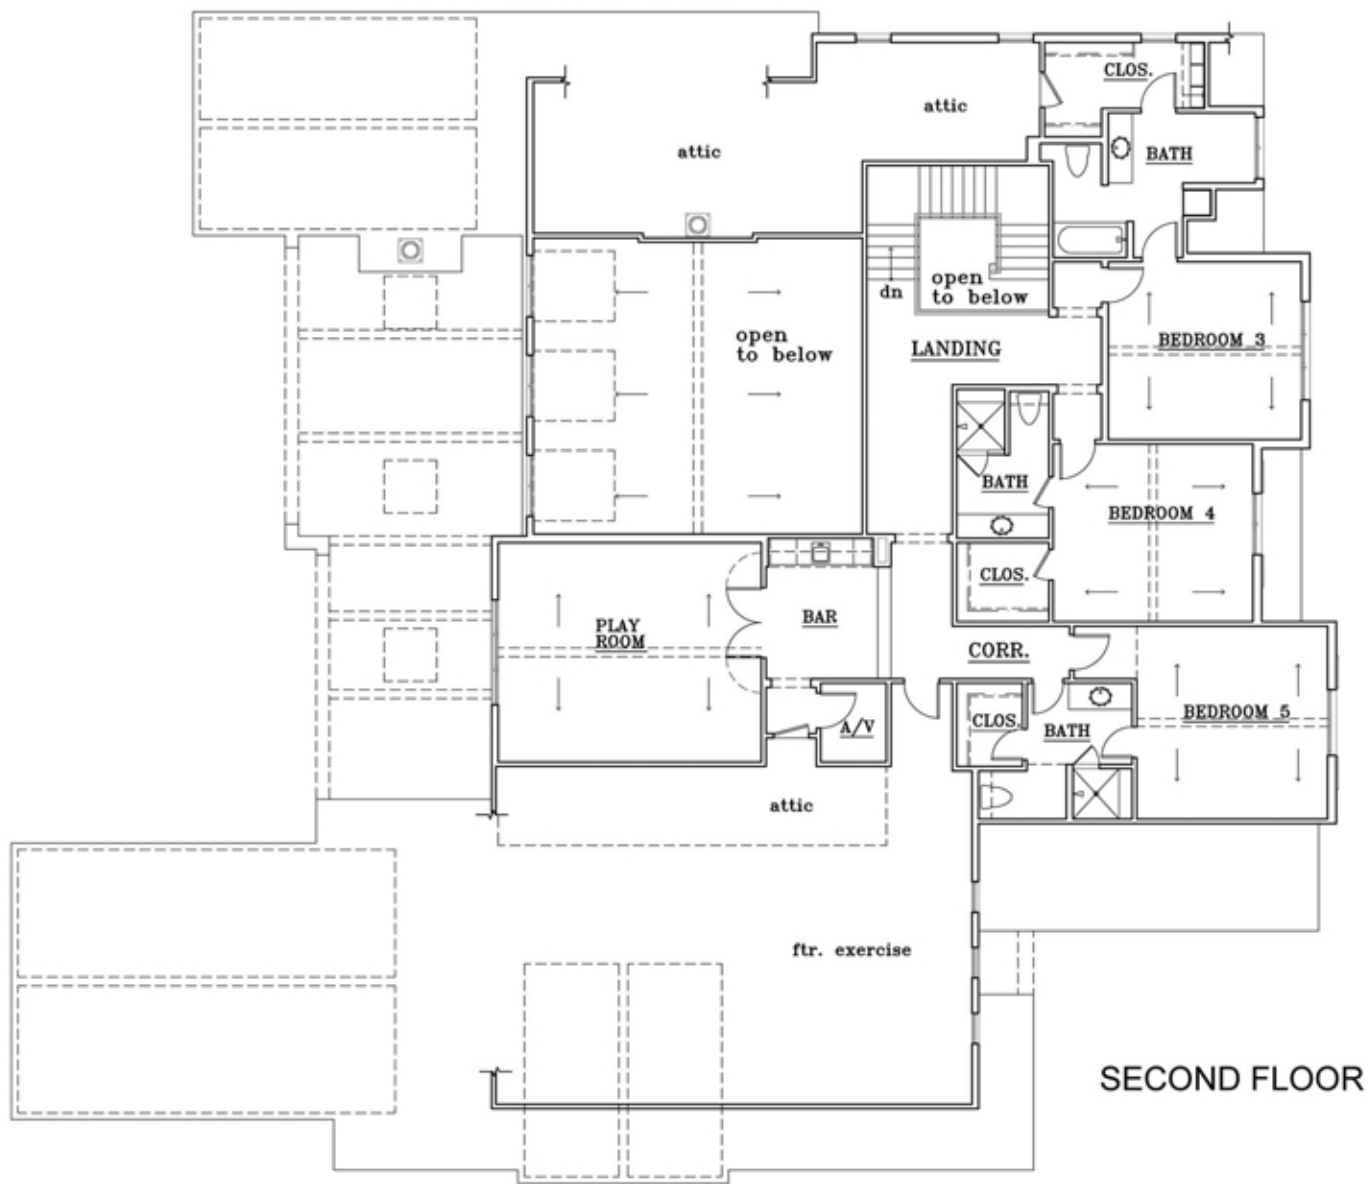 CLOS.
attic
attic
BATH
dn
open
to below
open
to below
LANDING
BEDROOM 3
BATH
BEDROOM 4
CLOS.
PLAY
ROOM
BAR
CORR.
CLOS.
A/V
BATH
BEDROOM 5
attic
ftr. exercise
SECOND FLOOR